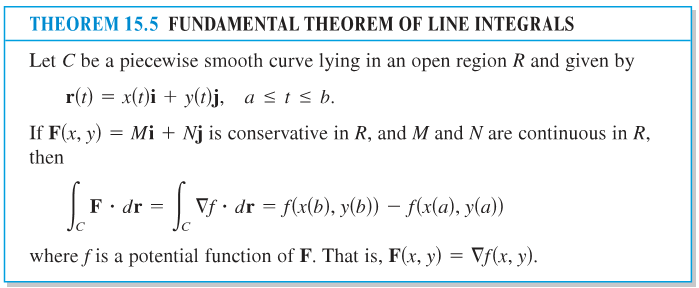 THEOREM 15.5 FUNDAMENTAL THEOREM OF LINE INTEGRALS
Let C be a piecewise smooth curve lying in an open region R and given by
r(t) = x(t)i + y(t)j, a ≤ t ≤ b.
If F(x, y) = Mi + Nj is conservative in R, and M and N are continuous in R,
then
∫_C F · dr = ∫_C ∇f · dr = f(x(b), y(b)) − f(x(a), y(a))
where f is a potential function of F. That is, F(x, y) = ∇f(x, y).